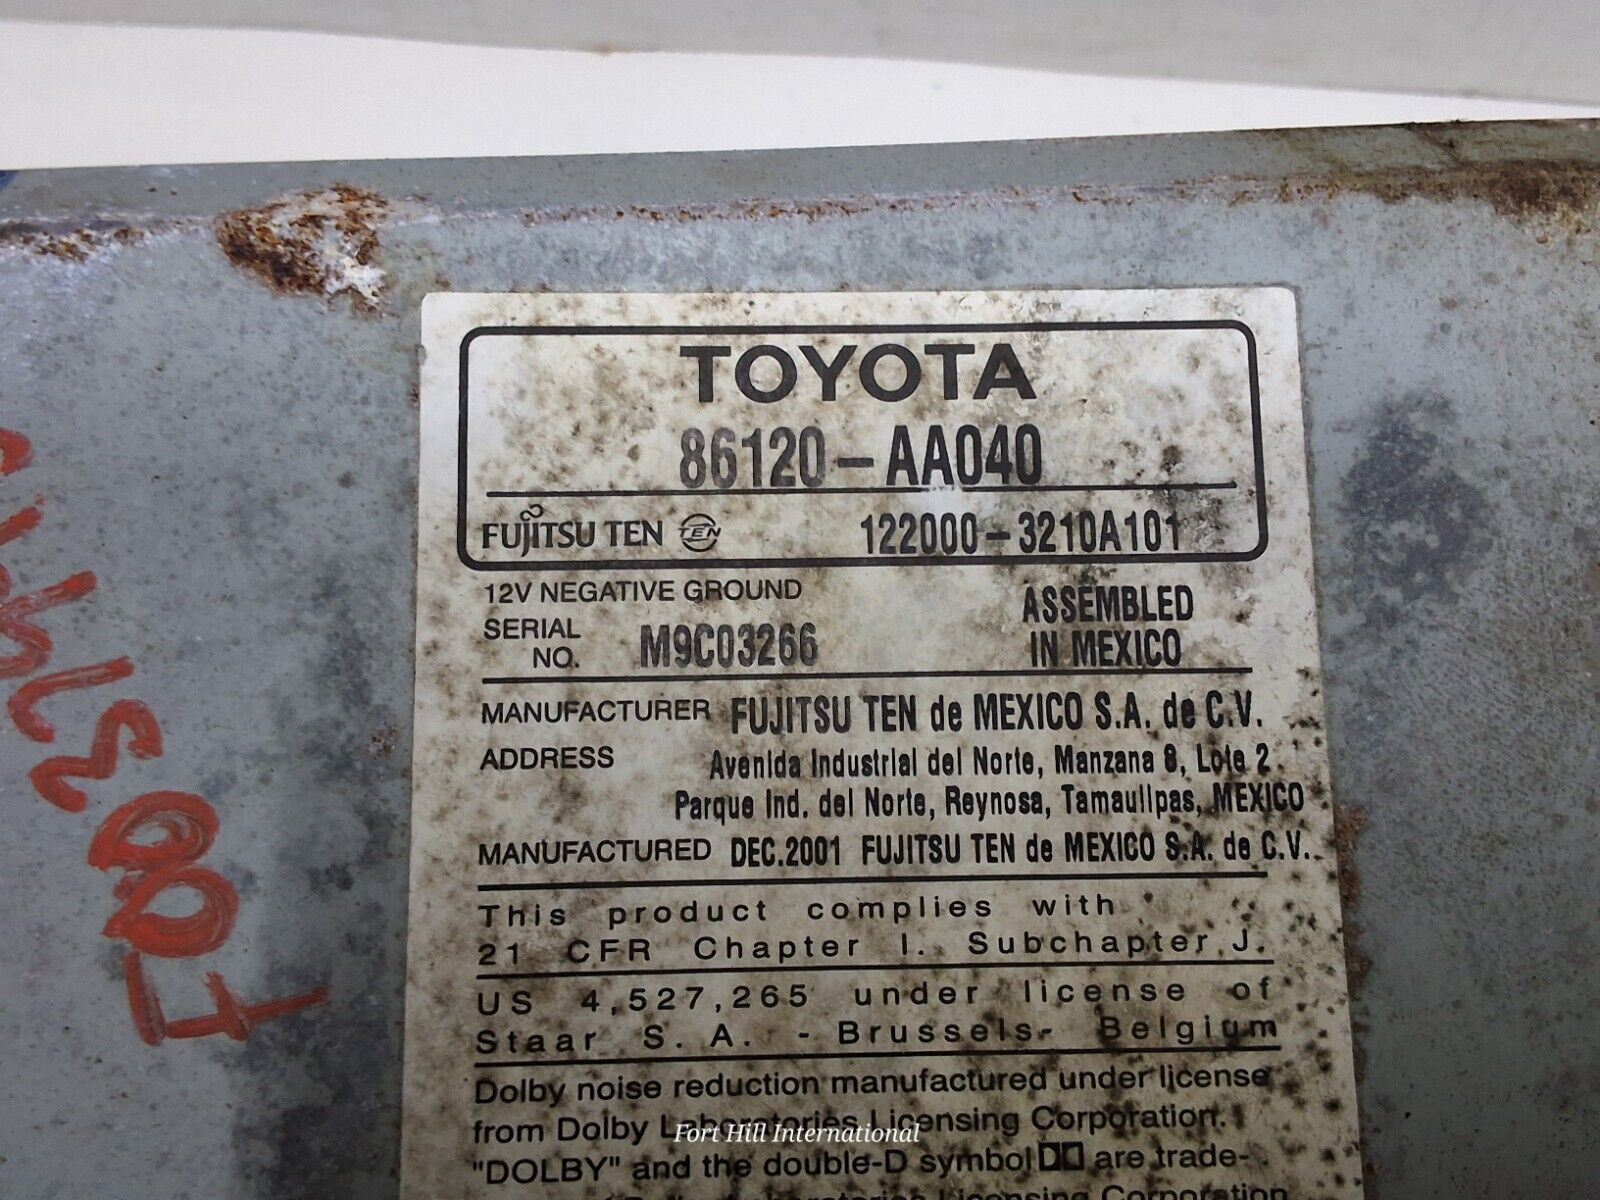 TOYOTA
86120-AA040
FUJITSU TEN TEN 122000-3210A101
12V NEGATIVE GROUND
SERIAL NO. M9C03266
ASSEMBLED
IN MEXICO
MANUFACTURER FUJITSU TEN de MEXICO S.A. de C.V.
ADDRESS Avenida Industrial del Norte, Manzana 8, Lote 2
Parque Ind. del Norte, Reynosa, Tamaulipas, MEXICO
MANUFACTURED DEC.2001 FUJITSU TEN de MEXICO S.A. de C.V.
This product complies with
21 CFR Chapter I. Subchapter J.
US 4,527,265 under license of
Staar S. A. - Brussels- Belgium
Dolby noise reduction manufactured under license
from Dolby Laboratories Licensing Corporation.
"DOLBY" and the double-D symbol are trade-
Laboratories Licensing Corporation
Fort Hill International